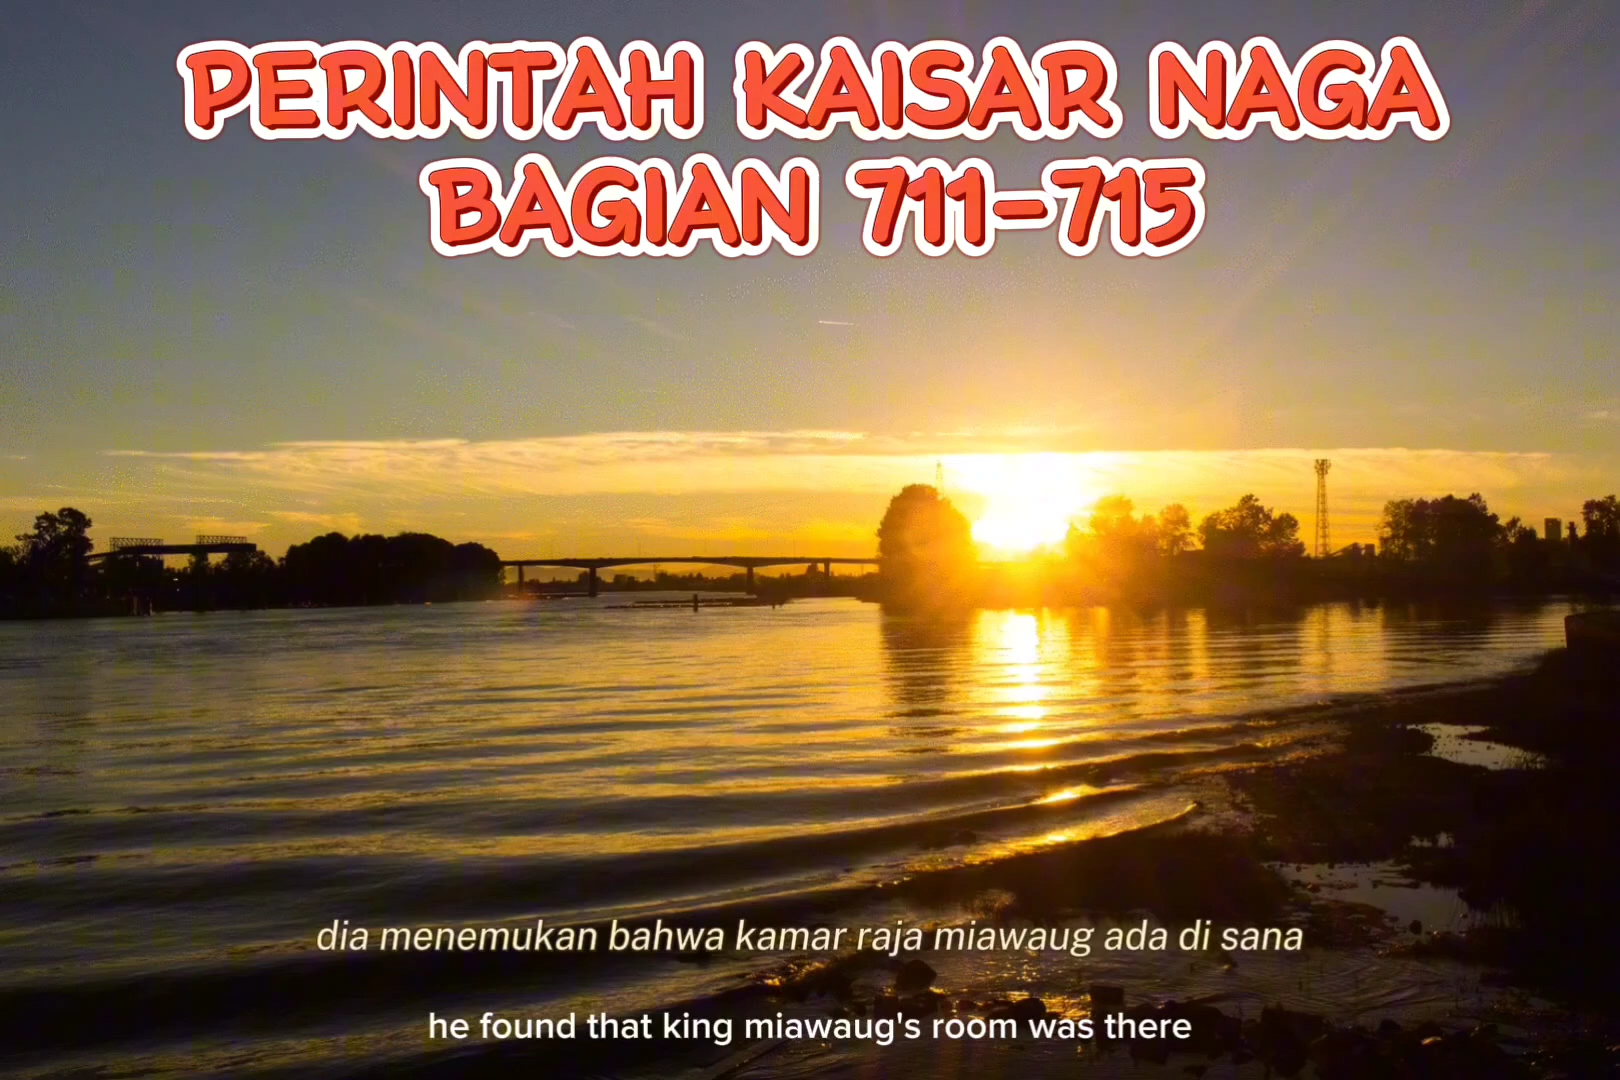 PERINTAH KAISAR NAGA
BAGIAN 711-715
dia menemukan bahwa kamar raja miawaug ada di sana
he found that king miawaug's room was there